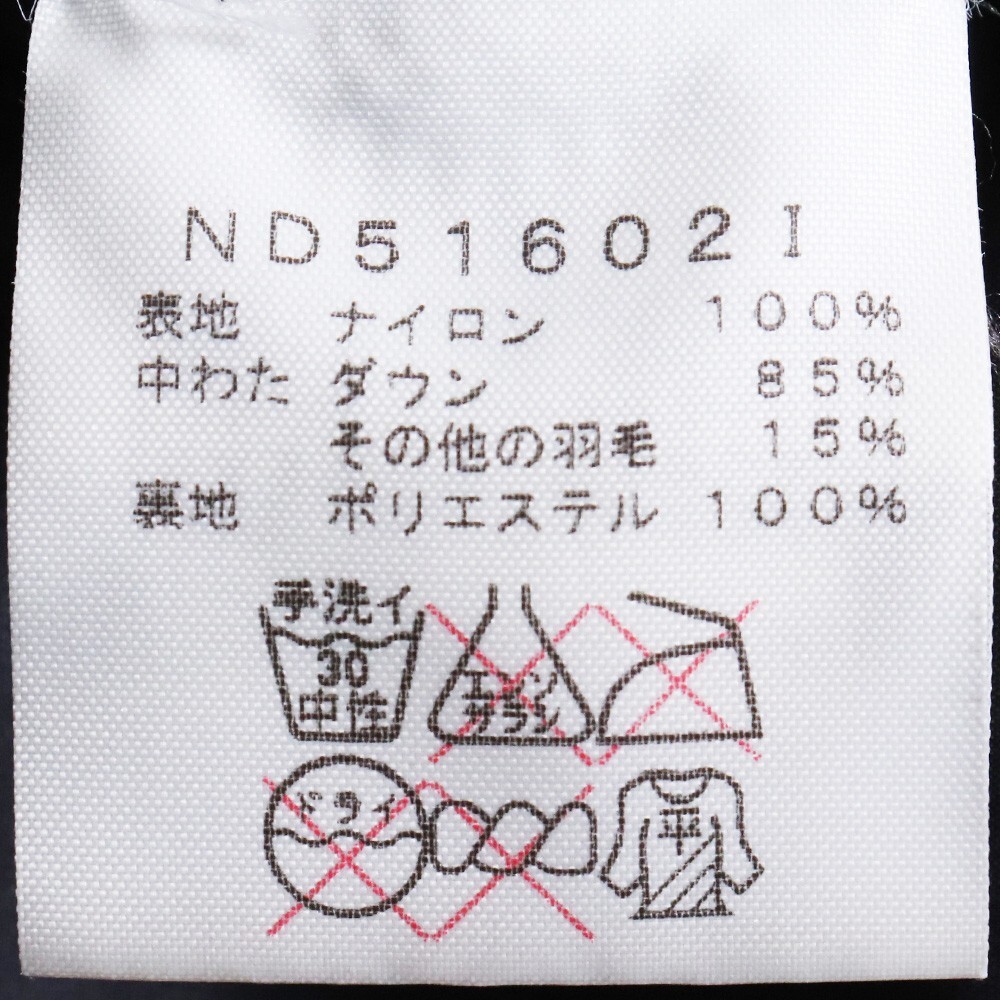 ND51602I
表地 ナイロン 100%
中わた ダウン 85%
その他の羽毛 15%
裏地 ポリエステル 100%
手洗イ
30
中性
エンソ
サラシ
ドライ
平